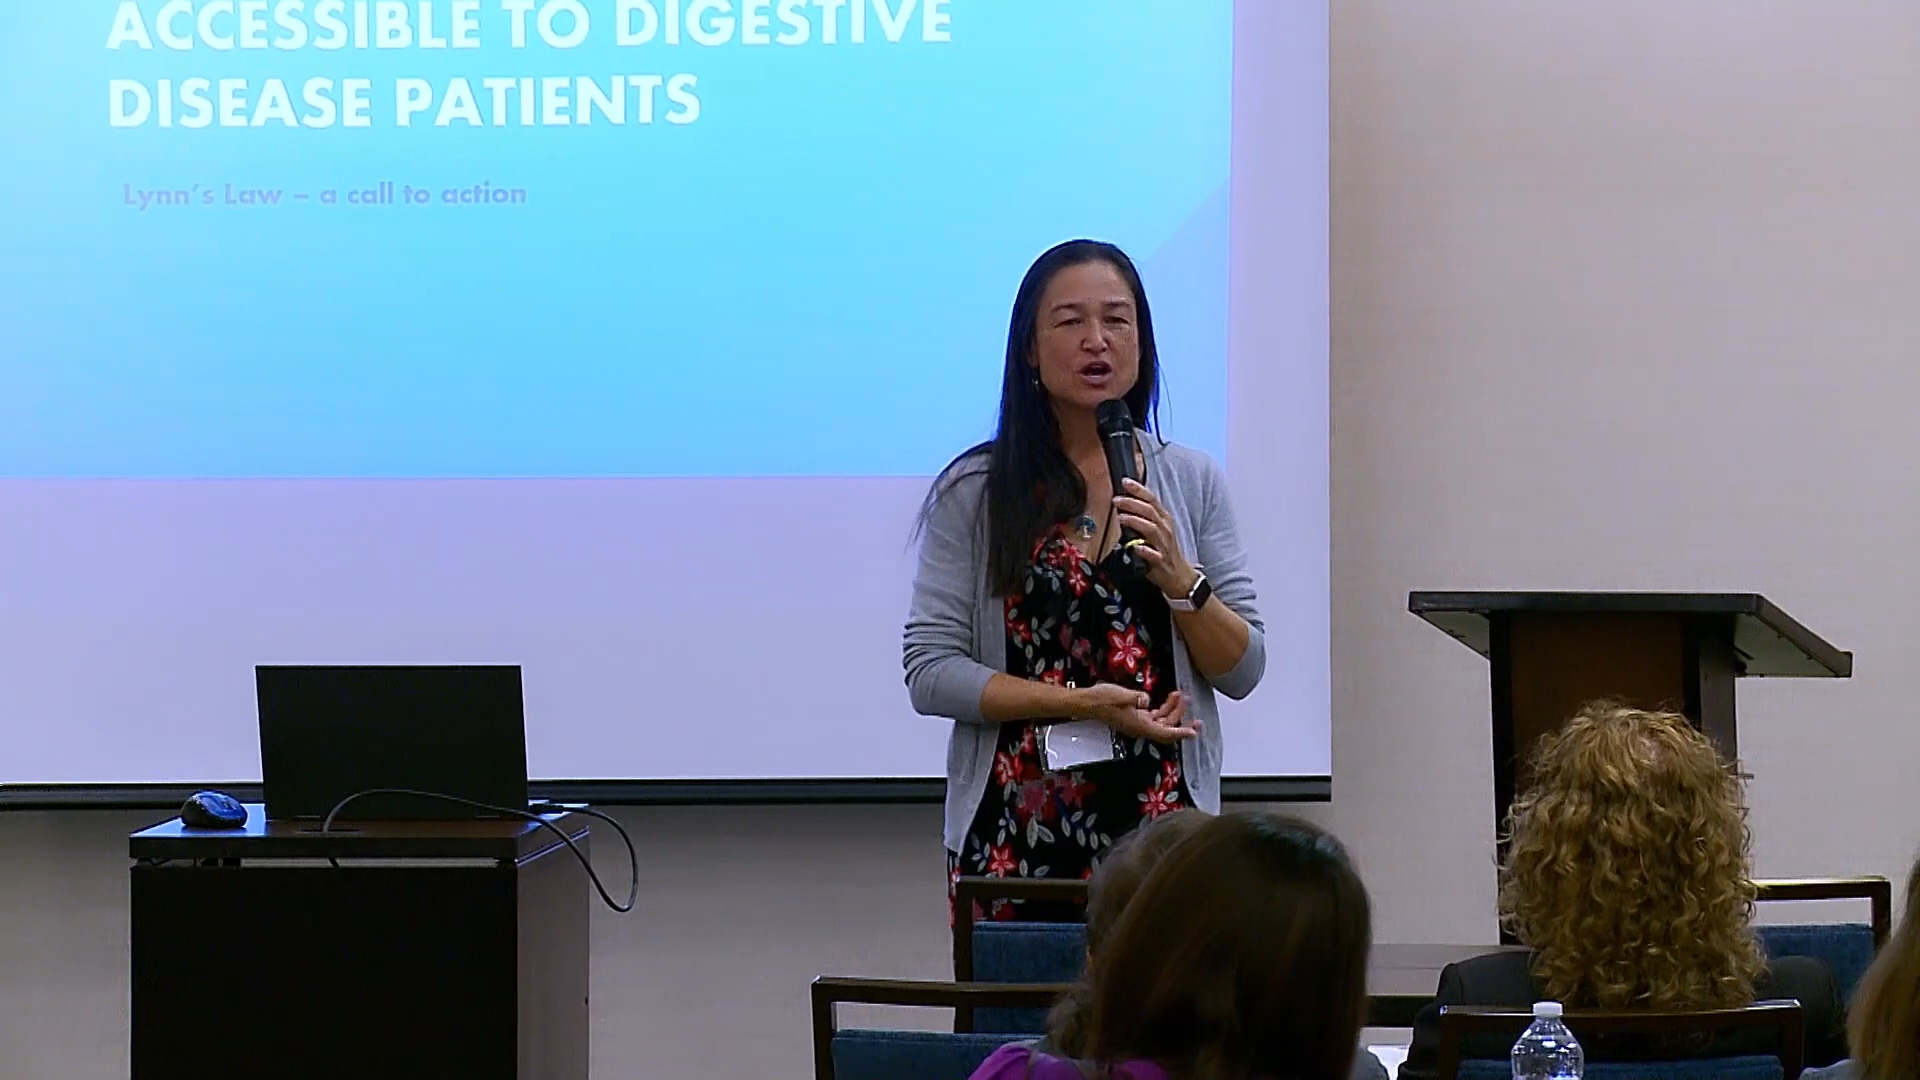 ACCESSIBLE TO DIGESTIVE
DISEASE PATIENTS
Lynn's Law – a call to action